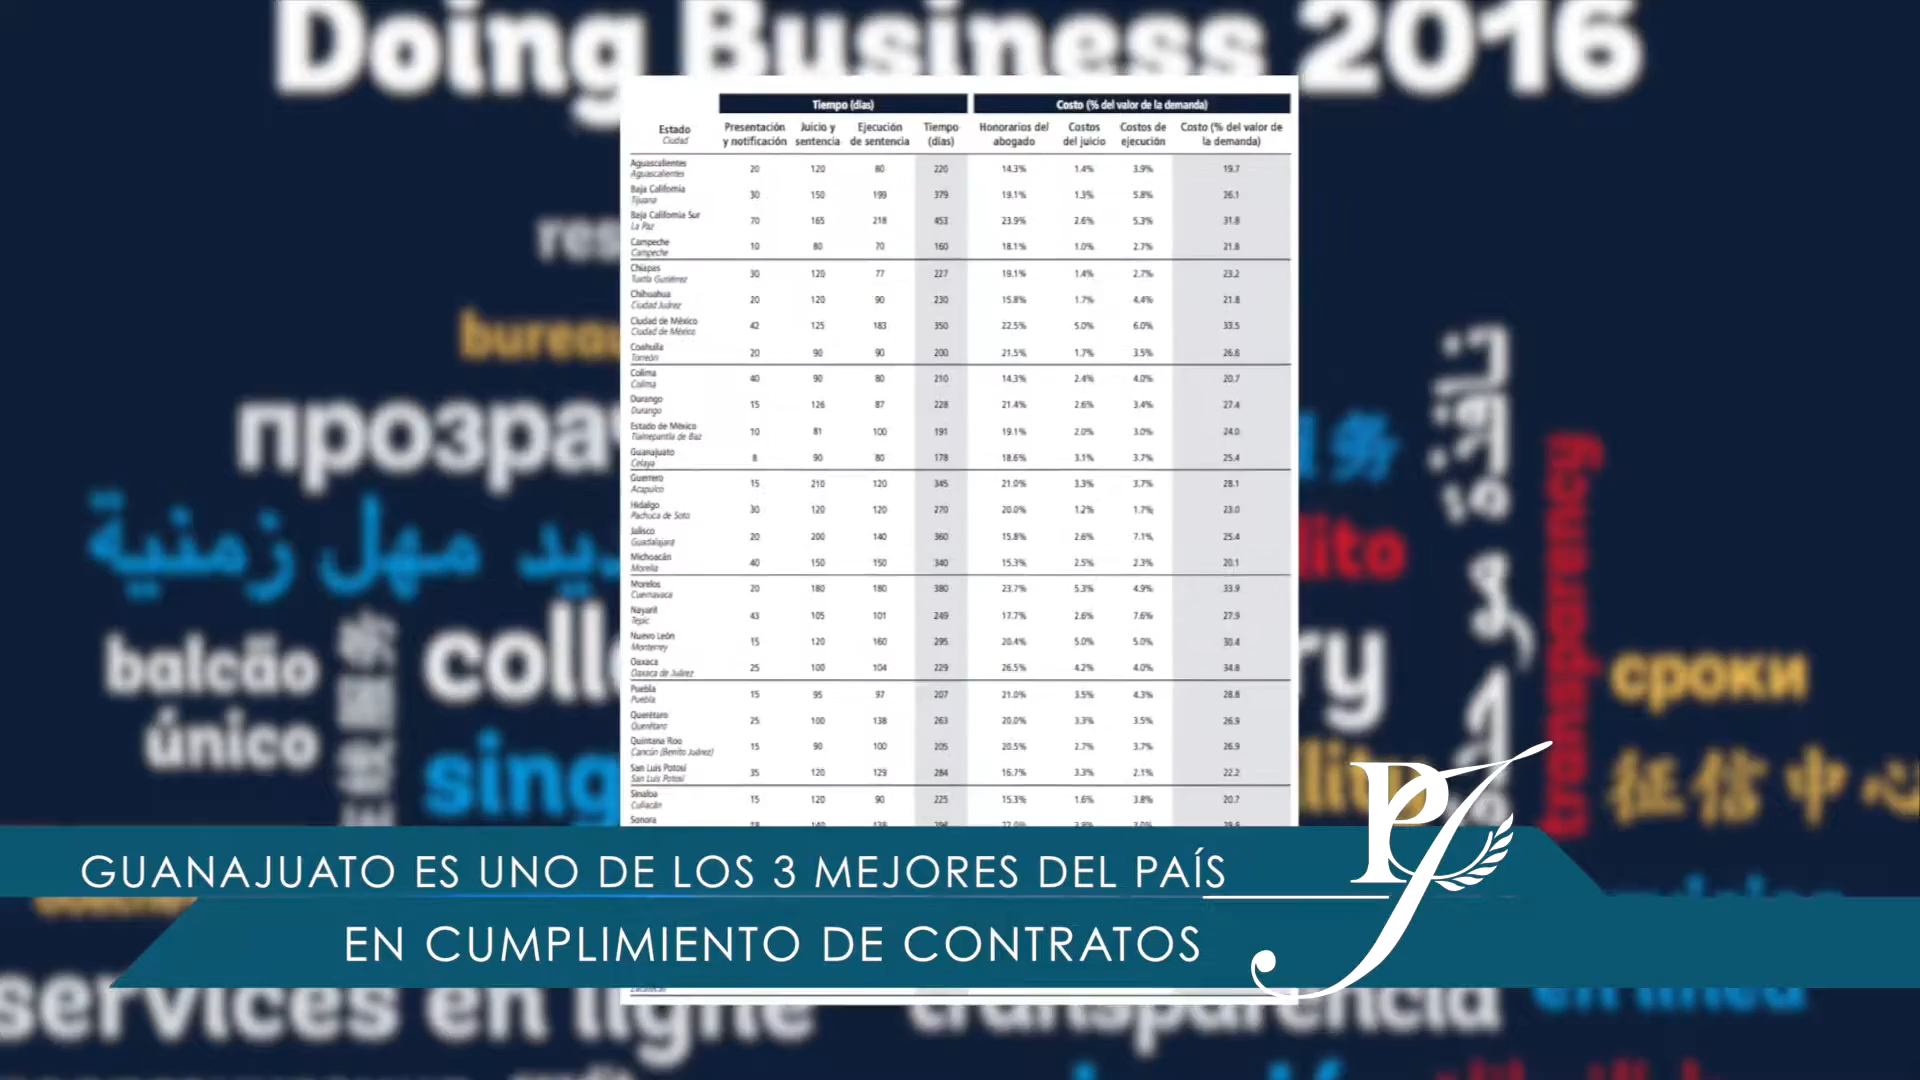 Doing Business 2016
Tiempo (días) Costo (% del valor de la demanda)
Estado Presentación Juicio y Ejecución Tiempo Honorarios del Costos Costos de Costo (% del valor de
Ciudad y notificación sentencia de sentencia (días) abogado del juicio ejecución la demanda)
Aguascalientes
Aguascalientes 20 120 80 220 14.3% 1.4% 3.9% 19.7
Baja California
Tijuana 30 150 199 379 19.1% 1.3% 5.8% 26.1
Baja California Sur
La Paz 70 165 218 453 23.9% 2.6% 5.3% 31.8
Campeche
Campeche 10 80 70 160 18.1% 1.0% 2.7% 21.8
Chiapas
Tuxtla Gutiérrez 30 120 77 227 19.1% 1.4% 2.7% 23.2
Chihuahua
Ciudad Juárez 20 120 90 230 15.8% 1.7% 4.4% 21.8
Ciudad de México
Ciudad de México 42 125 183 350 22.5% 5.0% 6.0% 33.5
Coahuila
Torreón 20 90 90 200 21.5% 1.7% 3.5% 26.6
Colima
Colima 40 90 80 210 14.3% 2.4% 4.0% 20.7
Durango
Durango 15 126 87 228 21.4% 2.6% 3.4% 27.4
Estado de México
Tlalnepantla de Baz 10 81 100 191 19.1% 2.0% 3.0% 24.0
Guanajuato
Celaya 8 90 80 178 18.6% 3.1% 3.7% 25.4
Guerrero
Acapulco 15 210 120 345 21.0% 3.3% 3.7% 28.1
Hidalgo
Pachuca de Soto 30 120 120 270 20.0% 1.2% 1.7% 23.0
Jalisco
Guadalajara 20 200 140 360 15.8% 2.6% 7.1% 25.4
Michoacán
Morelia 40 150 150 340 15.3% 2.5% 2.3% 20.1
Morelos
Cuernavaca 20 180 180 380 23.7% 5.3% 4.9% 33.9
Nayarit
Tepic 43 105 101 249 17.7% 2.6% 7.6% 27.9
Nuevo León
Monterrey 15 120 160 295 20.4% 5.0% 5.0% 30.4
Oaxaca
Oaxaca de Juárez 25 100 104 229 26.5% 4.2% 4.0% 34.8
Puebla
Puebla 15 95 97 207 21.0% 3.5% 4.3% 28.8
Querétaro
Querétaro 25 100 138 263 20.0% 3.3% 3.5% 26.9
Quintana Roo
Cancún (Benito Juárez) 15 90 100 205 20.5% 2.7% 3.7% 26.9
San Luis Potosí
San Luis Potosí 35 120 129 284 16.7% 3.3% 2.1% 22.2
Sinaloa
Culiacán 15 120 90 225 15.3% 1.6% 3.8% 20.7
Sonora
res
bureau
прозрач
مهل زمنية
balcão
único
coll
sing
lito
ry
نافذة
transparency
сроки
征信中心
GUANAJUATO ES UNO DE LOS 3 MEJORES DEL PAÍS
EN CUMPLIMIENTO DE CONTRATOS
PJ
services en ligne
transparencia
en línea